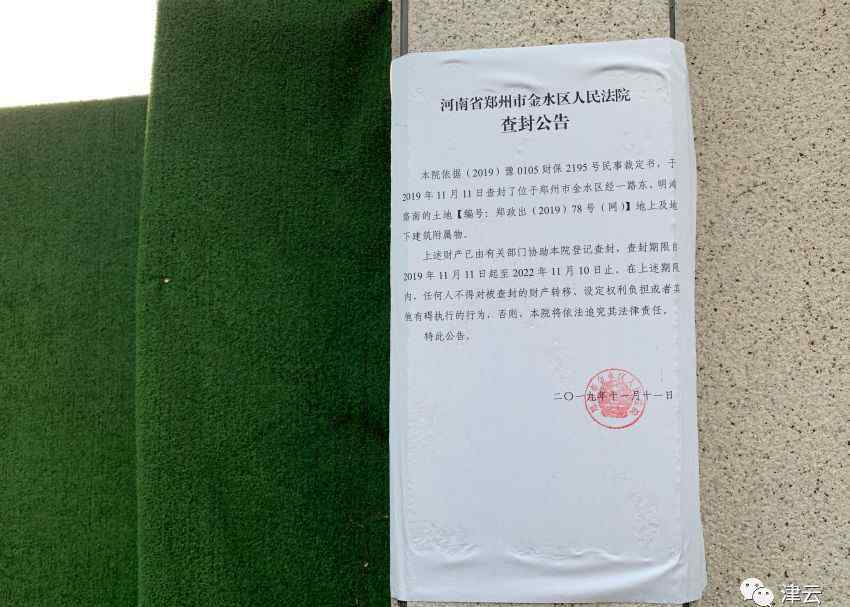 河南省郑州市金水区人民法院
查封公告
本院依据（2019）豫0105财保2195号民事裁定书，于
2019年11月11日查封了位于郑州市金水区经一路东、明鸿
路南的土地【编号：郑政出（2019）78号（网）】地上及地
下建筑附属物。
上述财产已由有关部门协助本院登记查封，查封期限自
2019年11月11日起至2022年11月10日止。在上述期限
内，任何人不得对被查封的财产转移、设定权利负担或者其
他有碍执行的行为，否则，本院将依法追究其法律责任。
特此公告。
二〇一九年十一月十一日
津云